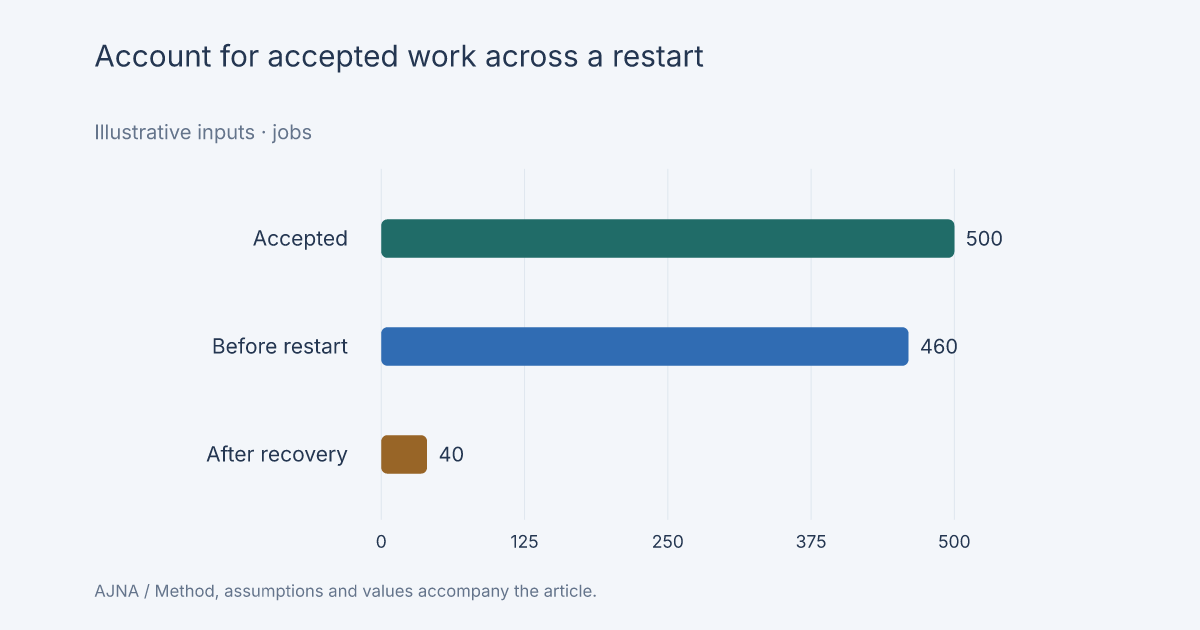 Account for accepted work across a restart
Illustrative inputs · jobs
Accepted 500
Before restart 460
After recovery 40
0 125 250 375 500
AJNA / Method, assumptions and values accompany the article.